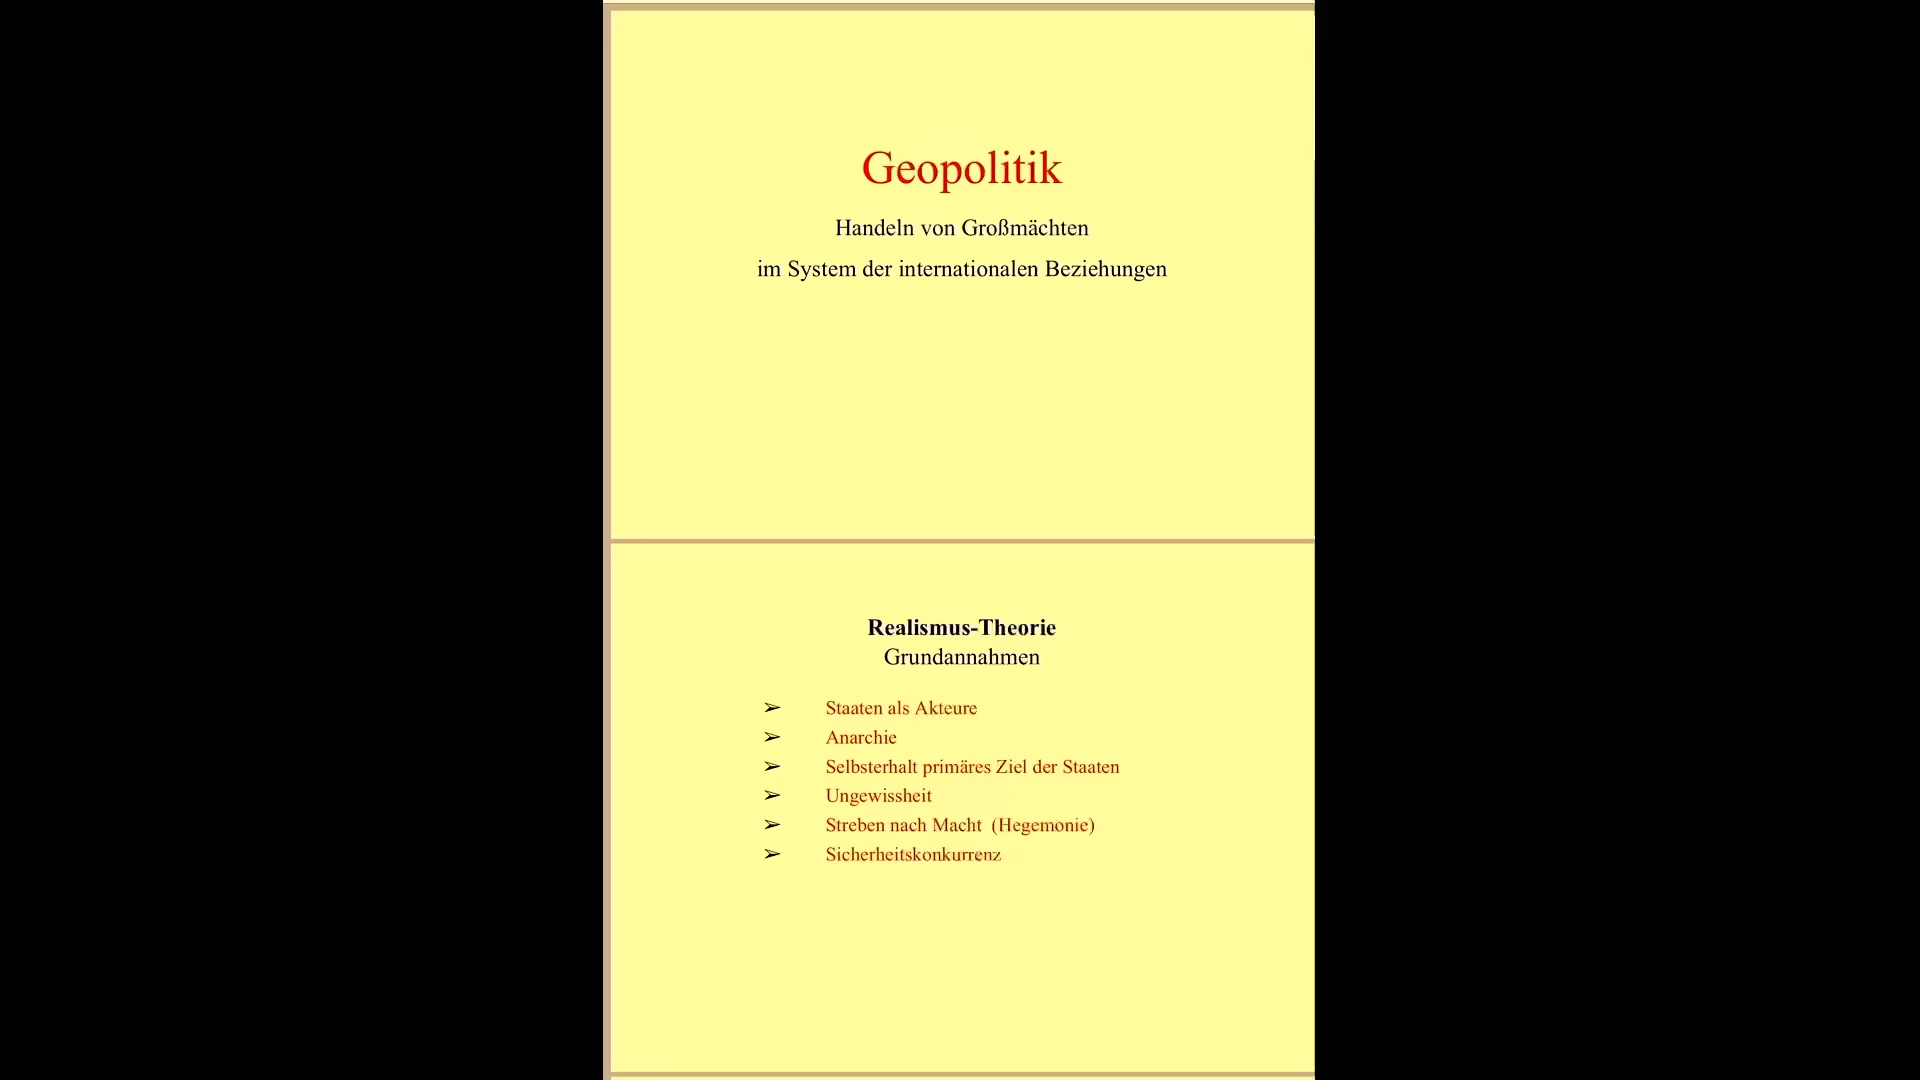 Geopolitik
Handeln von Großmächten
im System der internationalen Beziehungen
Realismus-Theorie
Grundannahmen
➢ Staaten als Akteure
➢ Anarchie
➢ Selbsterhalt primäres Ziel der Staaten
➢ Ungewissheit
➢ Streben nach Macht (Hegemonie)
➢ Sicherheitskonkurrenz